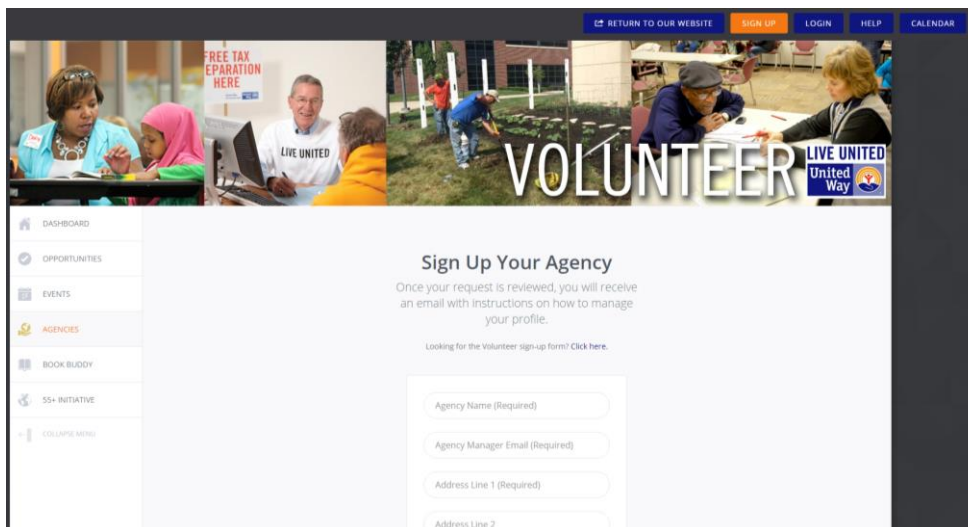 RETURN TO OUR WEBSITE
SIGN UP
LOGIN
HELP
CALENDAR
FREE TAX
EPARATION
HERE
LIVE UNITED
VOLUNTEER
LIVE UNITED
United
Way
DASHBOARD
OPPORTUNITIES
EVENTS
AGENCIES
BOOK BUDDY
55+ INITIATIVE
COLLAPSE MENU
Sign Up Your Agency
Once your request is reviewed, you will receive
an email with instructions on how to manage
your profile.
Looking for the Volunteer sign-up form? Click here.
Agency Name (Required)
Agency Manager Email (Required)
Address Line 1 (Required)
Address Line 2